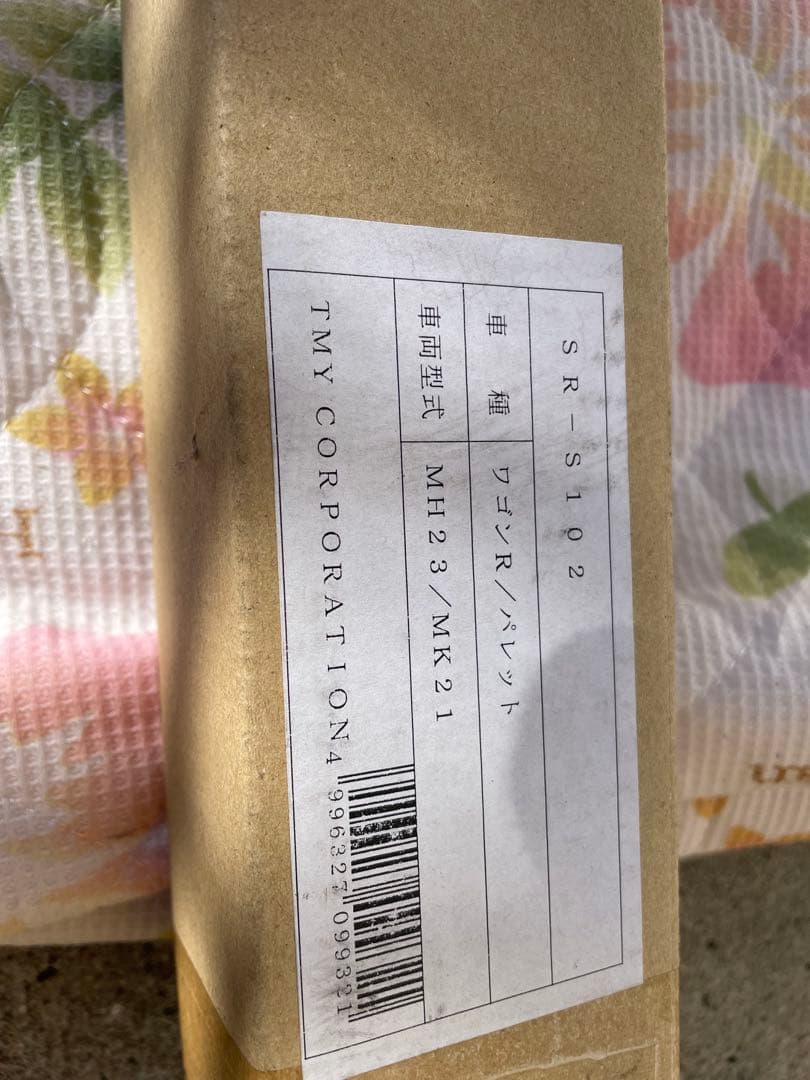 SR－S102
車　種 ワゴンR／パレット
車両型式 MH23／MK21
TMY CORPORATION
4 996327 099321